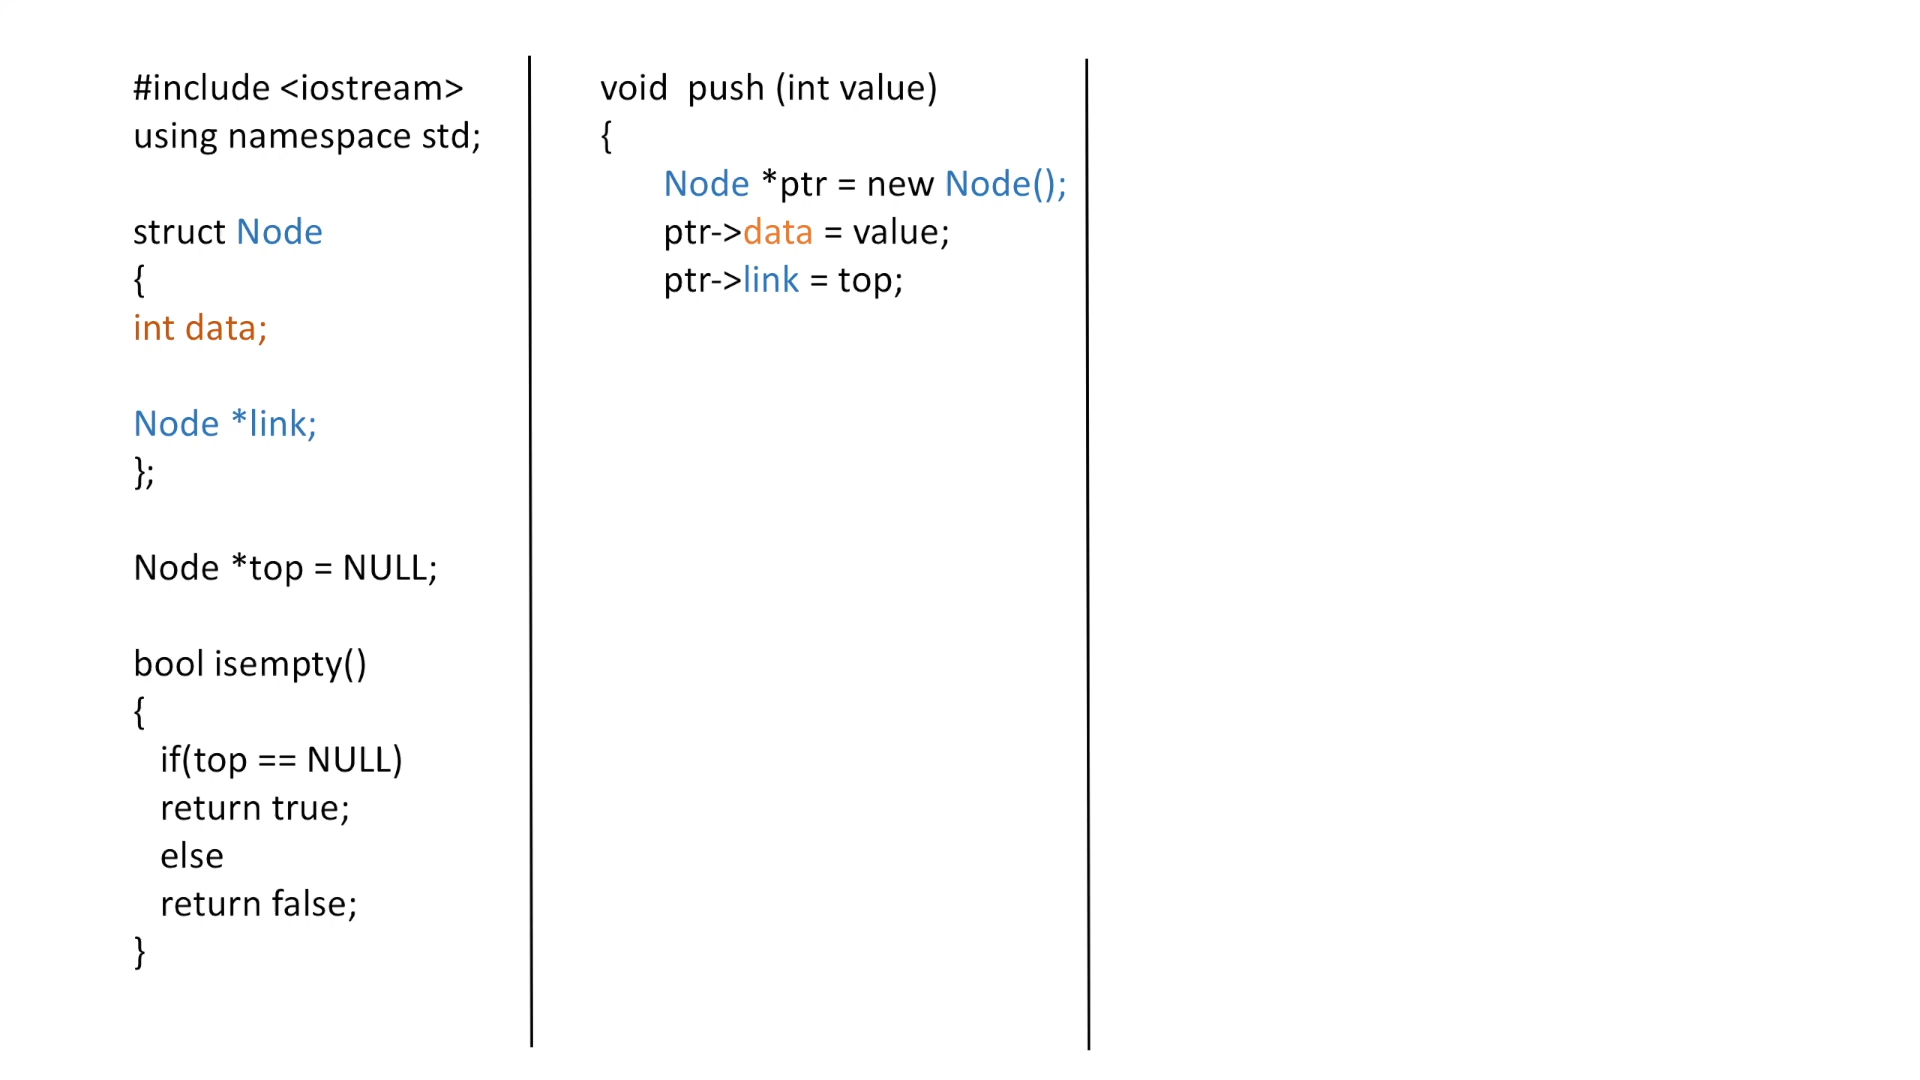 #include <iostream>
using namespace std;
struct Node
{
int data;
Node *link;
};
Node *top = NULL;
bool isempty()
{
if(top == NULL)
return true;
else
return false;
}
void  push (int value)
{
Node *ptr = new Node();
ptr->data = value;
ptr->link = top;